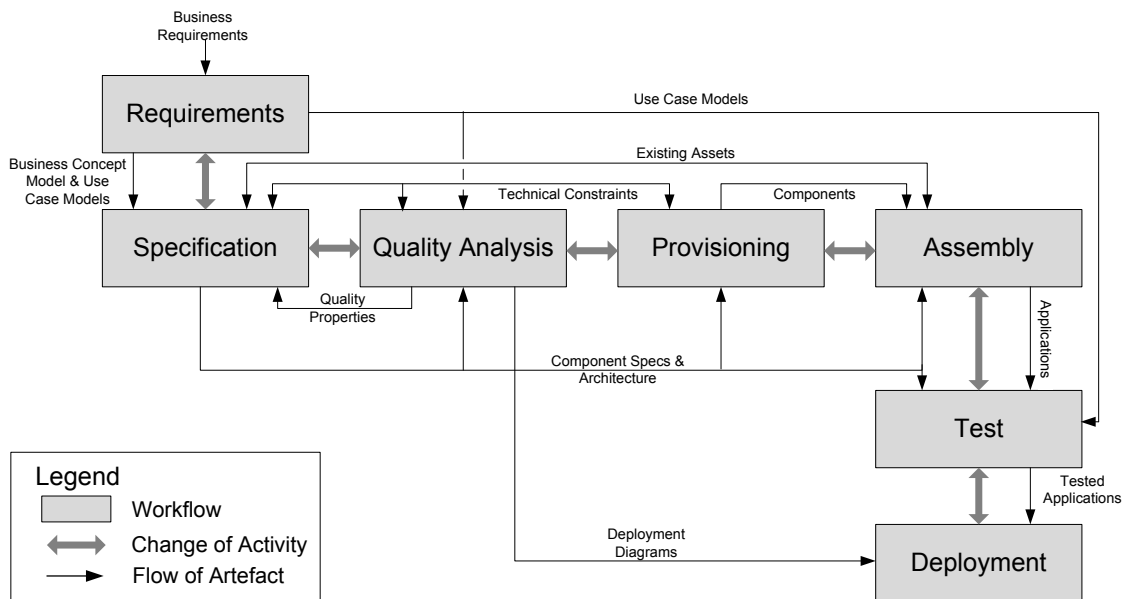 Business
Requirements
Requirements
Use Case Models
Business Concept
Model & Use
Case Models
Existing Assets
Technical Constraints
Components
Specification
Quality Analysis
Provisioning
Assembly
Quality
Properties
Applications
Component Specs &
Architecture
Test
Tested
Applications
Deployment
Diagrams
Deployment
Legend
Workflow
Change of Activity
Flow of Artefact